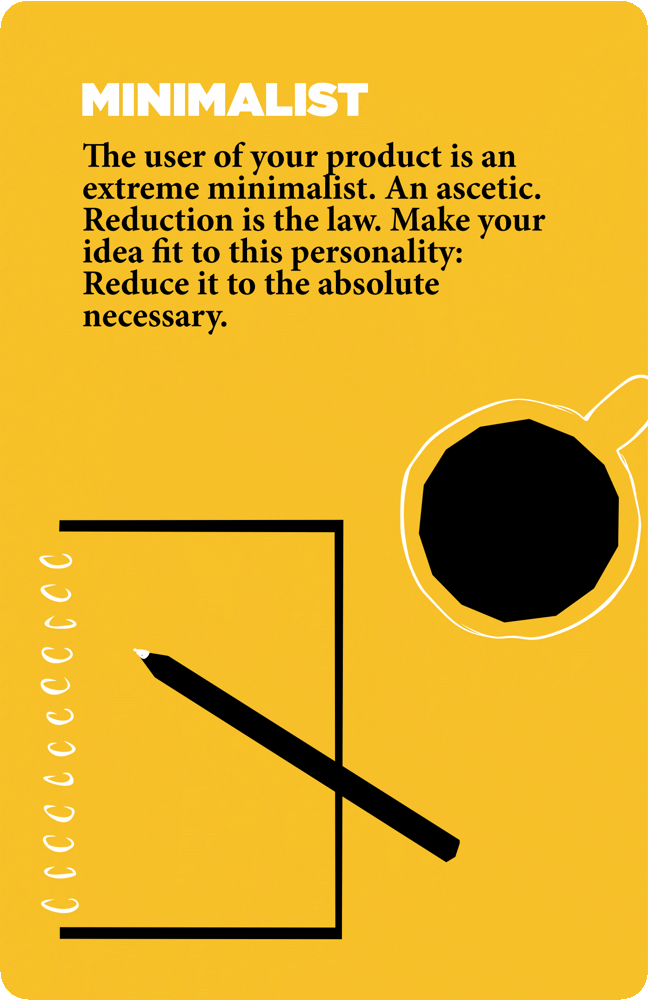 MINIMALIST
The user of your product is an
extreme minimalist. An ascetic.
Reduction is the law. Make your
idea fit to this personality:
Reduce it to the absolute
necessary.